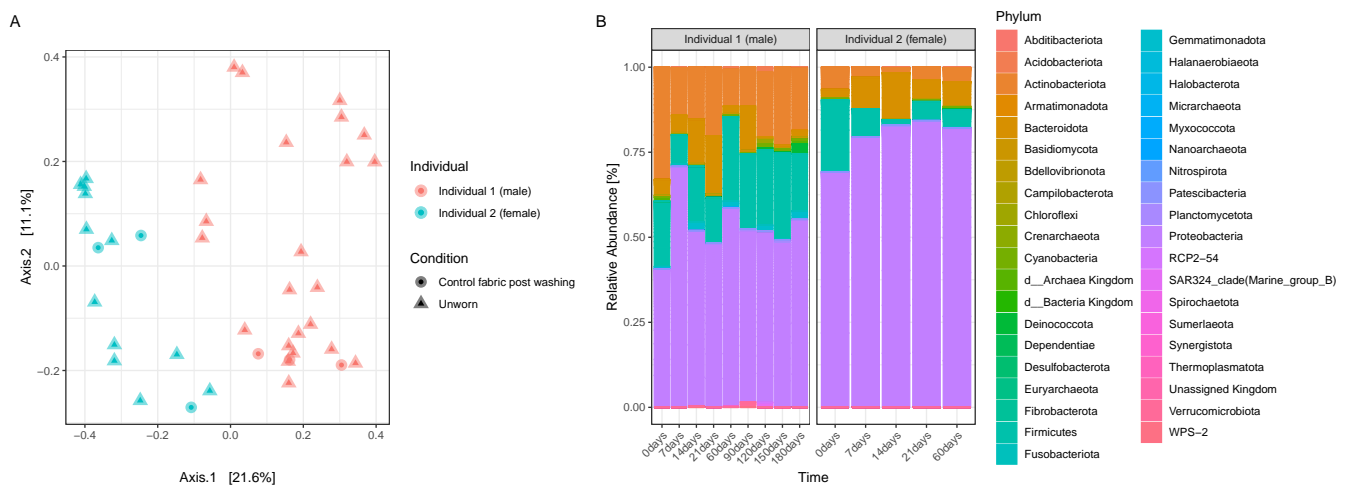 A
0.4
0.2
0.0
−0.2
−0.4
−0.2
0.0
0.2
0.4
Axis.2 [11.1%]
Axis.1 [21.6%]
Individual
Individual 1 (male)
Individual 2 (female)
Condition
Control fabric post washing
Unworn
B
Individual 1 (male)
Individual 2 (female)
1.00
0.75
0.50
0.25
0.00
Relative Abundance [%]
0days
7days
14days
21days
60days
90days
120days
150days
180days
0days
7days
14days
21days
60days
Time
Phylum
Abditibacteriota
Acidobacteriota
Actinobacteriota
Armatimonadota
Bacteroidota
Basidiomycota
Bdellovibrionota
Campilobacterota
Chloroflexi
Crenarchaeota
Cyanobacteria
d__Archaea Kingdom
d__Bacteria Kingdom
Deinococcota
Dependentiae
Desulfobacterota
Euryarchaeota
Fibrobacterota
Firmicutes
Fusobacteriota
Gemmatimonadota
Halanaerobiaeota
Halobacterota
Micrarchaeota
Myxococcota
Nanoarchaeota
Nitrospirota
Patescibacteria
Planctomycetota
Proteobacteria
RCP2−54
SAR324_clade(Marine_group_B)
Spirochaetota
Sumerlaeota
Synergistota
Thermoplasmatota
Unassigned Kingdom
Verrucomicrobiota
WPS−2